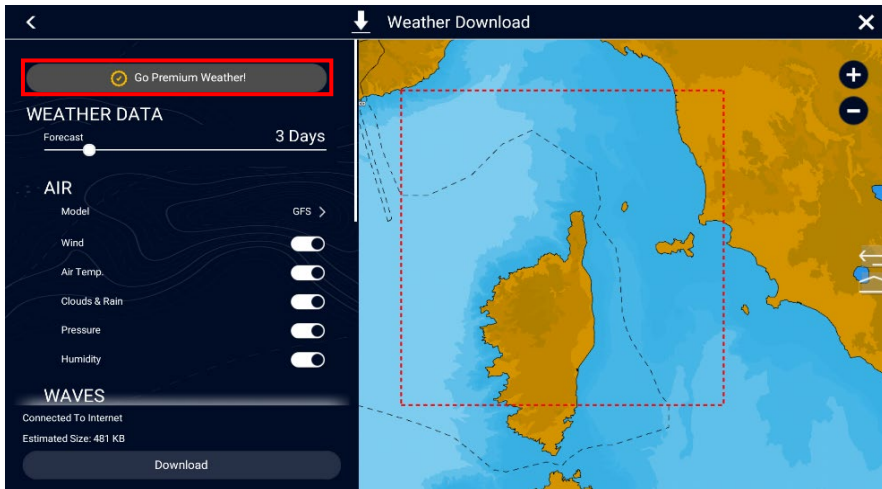 Weather Download
Go Premium Weather!
WEATHER DATA
Forecast 3 Days
AIR
Model GFS >
Wind
Air Temp.
Clouds & Rain
Pressure
Humidity
WAVES
Connected To Internet
Estimated Size: 481 KB
Download